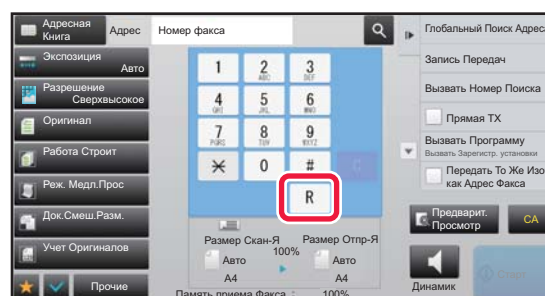 Адресная
Книга
Адрес
Номер факса
Экспозиция
Авто
Разрешение
Сверхвысокое
Оригинал
Работа Строит
Реж. Медл.Прос
Док.Смеш.Разм.
Учет Оригиналов
Прочие
1
2
ABC
3
DEF
4
GHI
5
JKL
6
MNO
7
PQRS
8
TUV
9
WXYZ
0
#
C
R
Размер Скан-Я
100%
Размер Отпр-Я
Авто
A4
Авто
A4
Память приема Факса :
100%
Глобальный Поиск Адреса
Запись Передач
Вызвать Номер Поиска
Прямая TX
Вызвать Программу
Вызвать Зарегистр. установки
Передать То Же Изо
как Адрес Факса
Предварит.
Просмотр
CA
Динамик
Старт